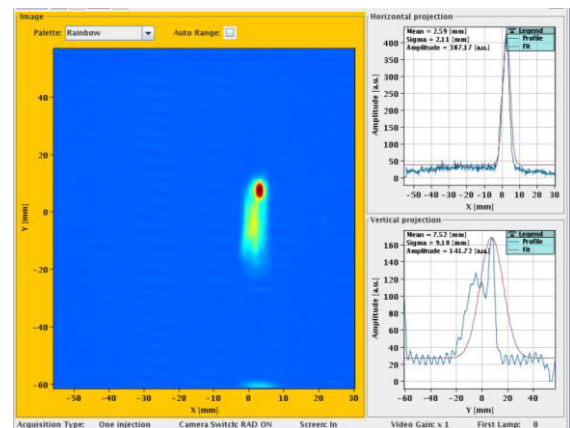 Image
Palette: Rainbow Auto Range:
40
20
0
-20
-40
-60
Y [mm]
-50 -40 -30 -20 -10 0 10 20 30
X [mm]
Horizontal projection
Mean = 2.59 [mm]
Sigma = 2.11 [mm]
Amplitude = 387.17 [a.u.]
Legend
Profile
Fit
400
350
300
250
200
150
100
50
0
Amplitude [a.u.]
-50 -40 -30 -20 -10 0 10 20 30
X [mm]
Vertical projection
Mean = 7.52 [mm]
Sigma = 9.18 [mm]
Amplitude = 141.72 [a.u.]
Legend
Profile
Fit
160
140
120
100
80
60
40
20
0
Amplitude [a.u.]
-60 -40 -20 0 20 40
Y [mm]
Acquisition Type: One injection Camera Switch: RAD ON Screen: In Video Gain: x 1 First Lamp: 0